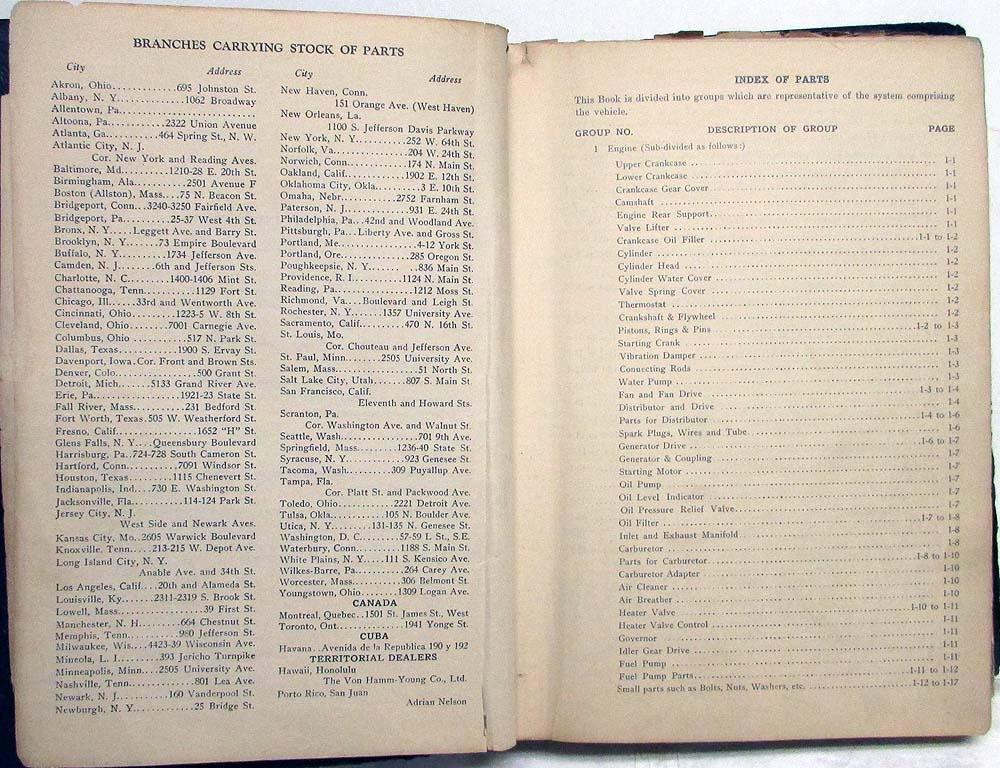 BRANCHES CARRYING STOCK OF PARTS
City Address
Akron, Ohio.............695 Johnston St.
Albany, N. Y.............1062 Broadway
Allentown, Pa.............................
Altoona, Pa............2322 Union Avenue
Atlanta, Ga..........464 Spring St., N. W.
Atlantic City, N. J.
Cor. New York and Reading Aves.
Baltimore, Md..........1210-28 E. 20th St.
Birmingham, Ala...........2501 Avenue F
Boston (Allston), Mass....75 N. Beacon St.
Bridgeport, Conn...3240-3250 Fairfield Ave.
Bridgeport, Pa..........25-37 West 4th St.
Bronx, N. Y.....Leggett Ave. and Barry St.
Brooklyn, N. Y.......73 Empire Boulevard
Buffalo, N. Y..........1734 Jefferson Ave.
Camden, N. J.......6th and Jefferson Sts.
Charlotte, N. C........1400-1406 Mint St.
Chattanooga, Tenn..........1129 Fort St.
Chicago, Ill.....33rd and Wentworth Ave.
Cincinnati, Ohio.........1223-5 W. 8th St.
Cleveland, Ohio........7001 Carnegie Ave.
Columbus, Ohio ...........517 N. Park St.
Dallas, Texas...........1900 S. Ervay St.
Davenport, Iowa.Cor. Front and Brown Sts.
Denver, Colo...............500 Grant St.
Detroit, Mich......5133 Grand River Ave.
Erie, Pa...............1921-23 State St.
Fall River, Mass.........231 Bedford St.
Fort Worth, Texas.505 W. Weatherford St.
Fresno, Calif..............1652 "H" St.
Glens Falls, N. Y....Queensbury Boulevard
Harrisburg, Pa..724-728 South Cameron St.
Hartford, Conn..........7091 Windsor St.
Houston, Texas........1115 Chenevert St.
Indianapolis, Ind....730 E. Washington St.
Jacksonville, Fla..........114-124 Park St.
Jersey City, N. J.
West Side and Newark Aves.
Kansas City, Mo..2605 Warwick Boulevard
Knoxville, Tenn....213-215 W. Depot Ave.
Long Island City, N. Y.
Anable Ave. and 34th St.
Los Angeles, Calif....20th and Alameda St.
Louisville, Ky......2311-2319 S. Brook St.
Lowell, Mass.................39 First St.
Manchester, N. H........664 Chestnut St.
Memphis, Tenn.........980 Jefferson St.
Milwaukee, Wis...4423-39 Wisconsin Ave.
Mineola, L. I........393 Jericho Turnpike
Minneapolis, Minn...2505 University Ave.
Nashville, Tenn.............801 Lea Ave.
Newark, N. J..........160 Vanderpool St.
Newburgh, N. Y............25 Bridge St.
City Address
New Haven, Conn.
151 Orange Ave. (West Haven)
New Orleans, La.
1100 S. Jefferson Davis Parkway
New York, N. Y..........252 W. 64th St.
Norfolk, Va..............204 W. 24th St.
Norwich, Conn..........174 N. Main St.
Oakland, Calif..........1902 E. 12th St.
Oklahoma City, Okla........3 E. 10th St.
Omaha, Nebr..........2752 Farnham St.
Paterson, N. J...........931 E. 24th St.
Philadelphia, Pa...42nd and Woodland Ave.
Pittsburgh, Pa...Liberty Ave. and Gross St.
Portland, Me.............4-12 York St.
Portland, Ore............285 Oregon St.
Poughkeepsie, N. Y.........836 Main St.
Providence, R. I.........1124 N. Main St.
Reading, Pa..............1212 Moss St.
Richmond, Va....Boulevard and Leigh St.
Rochester, N. Y......1357 University Ave.
Sacramento, Calif........470 N. 16th St.
St. Louis, Mo.
Cor. Chouteau and Jefferson Ave.
St. Paul, Minn.......2505 University Ave.
Salem, Mass...............51 North St.
Salt Lake City, Utah.......807 S. Main St.
San Francisco, Calif.
Eleventh and Howard Sts.
Scranton, Pa.
Cor. Washington Ave. and Walnut St.
Seattle, Wash..............701 9th Ave.
Springfield, Mass.......1236-40 State St.
Syracuse, N. Y...........923 Genesee St.
Tacoma, Wash.........309 Puyallup Ave.
Tampa, Fla.
Cor. Platt St. and Packwood Ave.
Toledo, Ohio...........2221 Detroit Ave.
Tulsa, Okla...........105 N. Boulder Ave.
Utica, N. Y........131-135 N. Genesee St.
Washington, D. C........57-59 L St., S.E.
Waterbury, Conn.........1188 S. Main St.
White Plains, N. Y.....111 S. Kensico Ave.
Wilkes-Barre, Pa..........264 Carey Ave.
Worcester, Mass.........306 Belmont St.
Youngstown, Ohio........1309 Logan Ave.
CANADA
Montreal, Quebec..1501 St. James St., West
Toronto, Ont.............1941 Yonge St.
CUBA
Havana..Avenida de la Republica 190 y 192
TERRITORIAL DEALERS
Hawaii, Honolulu
The Von Hamm-Young Co., Ltd.
Porto Rico, San Juan
Adrian Nelson
INDEX OF PARTS
This Book is divided into groups which are representative of the system comprising
the vehicle.
GROUP NO. DESCRIPTION OF GROUP PAGE
1 Engine (Sub-divided as follows:)
Upper Crankcase ..... 1-1
Lower Crankcase ..... 1-1
Crankcase Gear Cover ..... 1-1
Camshaft ..... 1-1
Engine Rear Support..... 1-1
Valve Lifter ..... 1-1
Crankcase Oil Filler .....1-1 to 1-2
Cylinder ..... 1-2
Cylinder Head ..... 1-2
Cylinder Water Cover ..... 1-2
Valve Spring Cover ..... 1-2
Thermostat ..... 1-2
Crankshaft & Flywheel ..... 1-2
Pistons, Rings & Pins .....1-2 to 1-3
Starting Crank ..... 1-3
Vibration Damper ..... 1-3
Connecting Rods ..... 1-3
Water Pump ..... 1-3
Fan and Fan Drive .....1-3 to 1-4
Distributor and Drive ..... 1-4
Parts for Distributor .....1-4 to 1-6
Spark Plugs, Wires and Tube..... 1-6
Generator Drive .....1-6 to 1-7
Generator & Coupling ..... 1-7
Starting Motor ..... 1-7
Oil Pump ..... 1-7
Oil Level Indicator ..... 1-7
Oil Pressure Relief Valve..... 1-7
Oil Filter .....1-7 to 1-8
Inlet and Exhaust Manifold ..... 1-8
Carburetor ..... 1-8
Parts for Carburetor .....1-8 to 1-10
Carburetor Adapter ..... 1-10
Air Cleaner ..... 1-10
Air Breather ..... 1-10
Heater Valve .....1-10 to 1-11
Heater Valve Control ..... 1-11
Governor ..... 1-11
Idler Gear Drive ..... 1-11
Fuel Pump ..... 1-11
Fuel Pump Parts.....1-11 to 1-12
Small parts such as Bolts, Nuts, Washers, etc. .....1-12 to 1-17